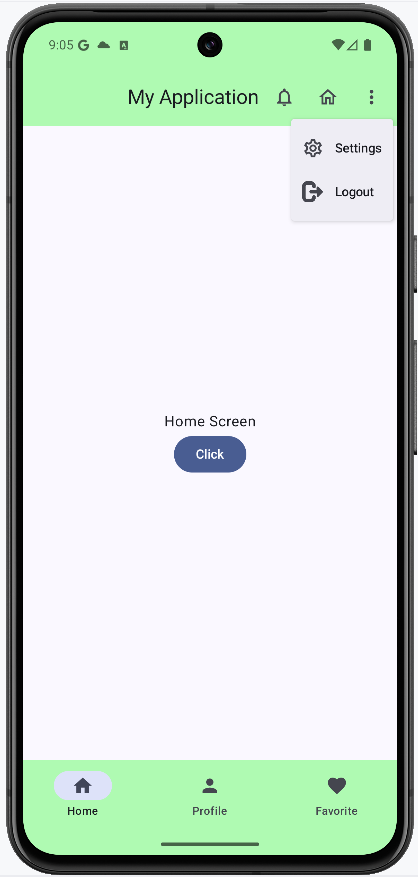 9:05 G A
My Application
Settings
Logout
Home Screen
Click
Home Profile Favorite